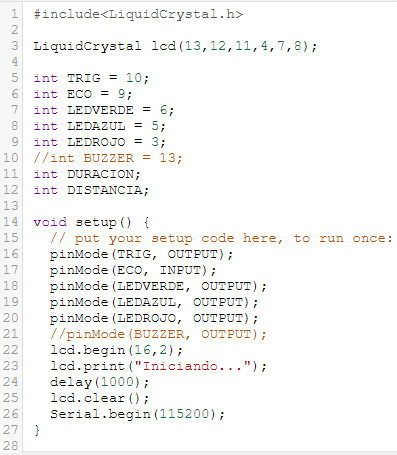 1 #include<LiquidCrystal.h>
2
3 LiquidCrystal lcd(13,12,11,4,7,8);
4
5 int TRIG = 10;
6 int ECO = 9;
7 int LEDVERDE = 6;
8 int LEDAZUL = 5;
9 int LEDROJO = 3;
10 //int BUZZER = 13;
11 int DURACION;
12 int DISTANCIA;
13
14 void setup() {
15   // put your setup code here, to run once:
16   pinMode(TRIG, OUTPUT);
17   pinMode(ECO, INPUT);
18   pinMode(LEDVERDE, OUTPUT);
19   pinMode(LEDAZUL, OUTPUT);
20   pinMode(LEDROJO, OUTPUT);
21   //pinMode(BUZZER, OUTPUT);
22   lcd.begin(16,2);
23   lcd.print("Iniciando...");
24   delay(1000);
25   lcd.clear();
26   Serial.begin(115200);
27 }
28